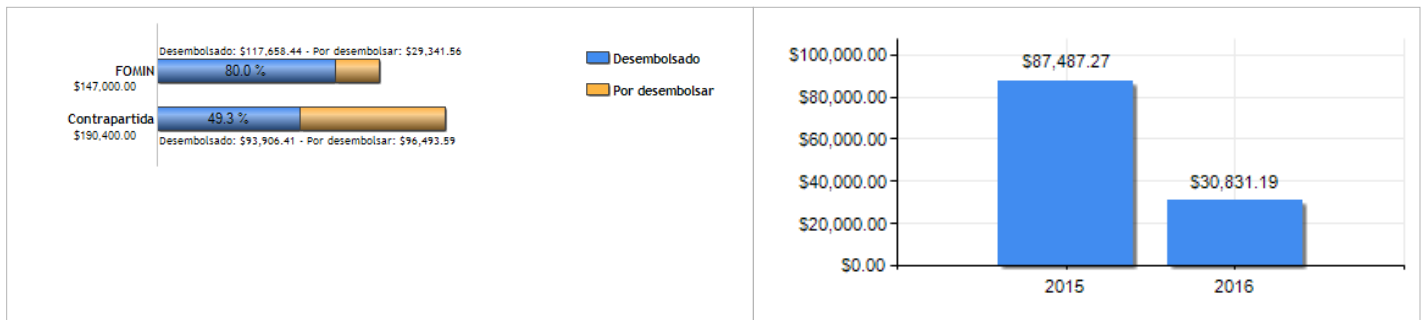 Desembolsado: $117,658.44 - Por desembolsar: $29,341.56
FOMIN
80.0 %
$147,000.00
Contrapartida
49.3 %
$190,400.00
Desembolsado: $93,906.41 - Por desembolsar: $96,493.59
Desembolsado
Por desembolsar
$100,000.00
$80,000.00
$60,000.00
$40,000.00
$20,000.00
$0.00
$87,487.27
$30,831.19
2015
2016